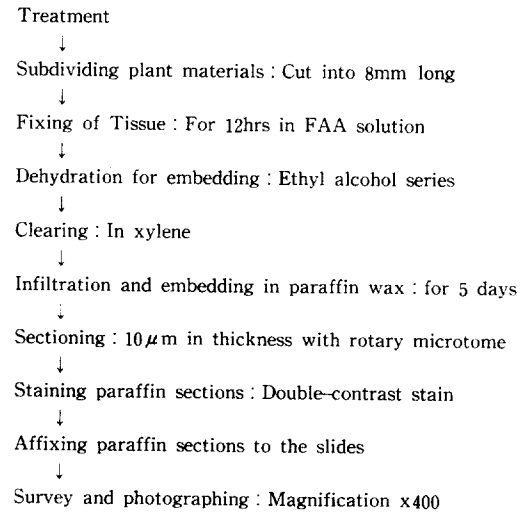 Treatment
↓
Subdividing plant materials : Cut into 8mm long
↓
Fixing of Tissue : For 12hrs in FAA solution
↓
Dehydration for embedding : Ethyl alcohol series
↓
Clearing : In xylene
↓
Infiltration and embedding in paraffin wax : for 5 days
↓
Sectioning : 10μm in thickness with rotary microtome
↓
Staining paraffin sections : Double-contrast stain
↓
Affixing paraffin sections to the slides
↓
Survey and photographing : Magnification x400